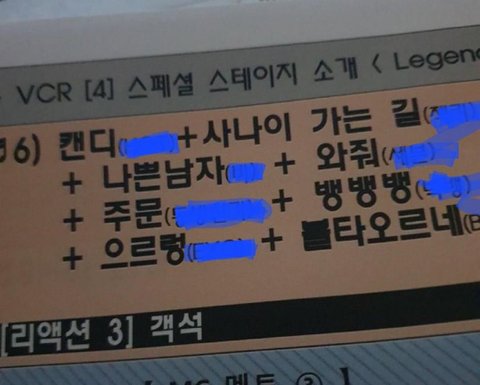 VCR [4] 스페셜 스테이지 소개 < Legen
6) 캔디( + 사나이 가는 길(
+ 나쁜남자( + 와줘(
+ 주문( + 뱅뱅뱅(
+ 으르렁( + 불타오르네(B
[리액션 3] 객석